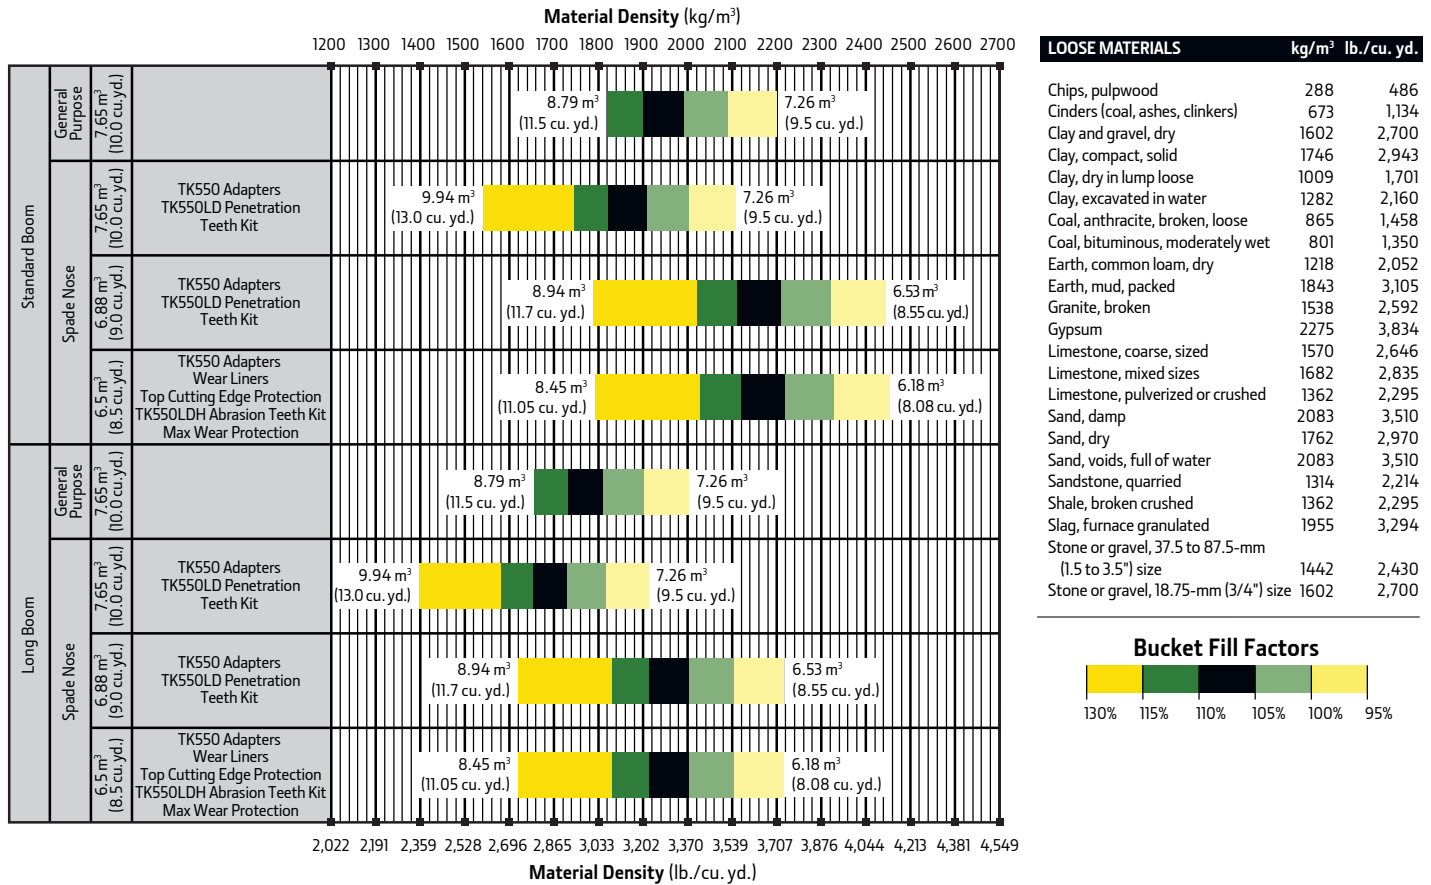 Material Density (kg/m³)
1200 1300 1400 1500 1600 1700 1800 1900 2000 2100 2200 2300 2400 2500 2600 2700
Standard Boom
General
Purpose
7.65 m³
(10.0 cu. yd.)
8.79 m³
(11.5 cu. yd.)
7.26 m³
(9.5 cu. yd.)
Spade Nose
7.65 m³
(10.0 cu. yd.)
TK550 Adapters
TK550LD Penetration
Teeth Kit
9.94 m³
(13.0 cu. yd.)
7.26 m³
(9.5 cu. yd.)
6.88 m³
(9.0 cu. yd.)
TK550 Adapters
TK550LD Penetration
Teeth Kit
8.94 m³
(11.7 cu. yd.)
6.53 m³
(8.55 cu. yd.)
6.5 m³
(8.5 cu. yd.)
TK550 Adapters
Wear Liners
Top Cutting Edge Protection
TK550LDH Abrasion Teeth Kit
Max Wear Protection
8.45 m³
(11.05 cu. yd.)
6.18 m³
(8.08 cu. yd.)
Long Boom
General
Purpose
7.65 m³
(10.0 cu. yd.)
8.79 m³
(11.5 cu. yd.)
7.26 m³
(9.5 cu. yd.)
Spade Nose
7.65 m³
(10.0 cu. yd.)
TK550 Adapters
TK550LD Penetration
Teeth Kit
9.94 m³
(13.0 cu. yd.)
7.26 m³
(9.5 cu. yd.)
6.88 m³
(9.0 cu. yd.)
TK550 Adapters
TK550LD Penetration
Teeth Kit
8.94 m³
(11.7 cu. yd.)
6.53 m³
(8.55 cu. yd.)
6.5 m³
(8.5 cu. yd.)
TK550 Adapters
Wear Liners
Top Cutting Edge Protection
TK550LDH Abrasion Teeth Kit
Max Wear Protection
8.45 m³
(11.05 cu. yd.)
6.18 m³
(8.08 cu. yd.)
2,022 2,191 2,359 2,528 2,696 2,865 3,033 3,202 3,370 3,539 3,707 3,876 4,044 4,213 4,381 4,549
Material Density (lb./cu. yd.)
LOOSE MATERIALS kg/m³ lb./cu. yd.
Chips, pulpwood 288 486
Cinders (coal, ashes, clinkers) 673 1,134
Clay and gravel, dry 1602 2,700
Clay, compact, solid 1746 2,943
Clay, dry in lump loose 1009 1,701
Clay, excavated in water 1282 2,160
Coal, anthracite, broken, loose 865 1,458
Coal, bituminous, moderately wet 801 1,350
Earth, common loam, dry 1218 2,052
Earth, mud, packed 1843 3,105
Granite, broken 1538 2,592
Gypsum 2275 3,834
Limestone, coarse, sized 1570 2,646
Limestone, mixed sizes 1682 2,835
Limestone, pulverized or crushed 1362 2,295
Sand, damp 2083 3,510
Sand, dry 1762 2,970
Sand, voids, full of water 2083 3,510
Sandstone, quarried 1314 2,214
Shale, broken crushed 1362 2,295
Slag, furnace granulated 1955 3,294
Stone or gravel, 37.5 to 87.5-mm
(1.5 to 3.5") size 1442 2,430
Stone or gravel, 18.75-mm (3/4") size 1602 2,700
Bucket Fill Factors
130% 115% 110% 105% 100% 95%